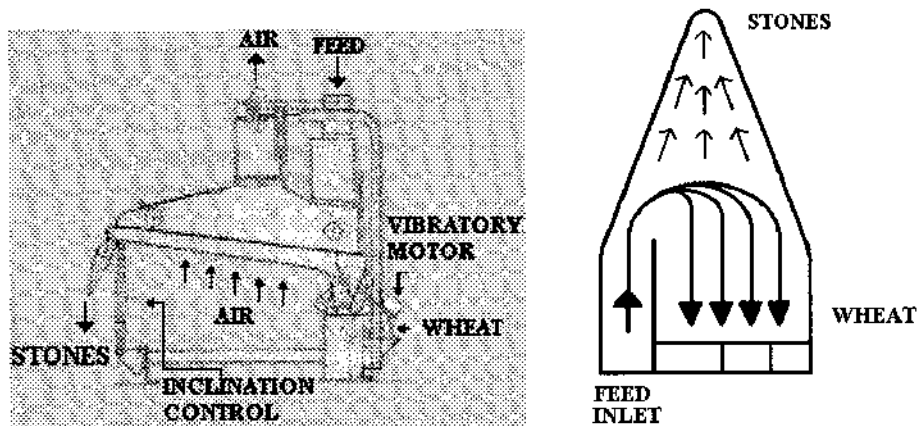 AIR
FEED
VIBRATORY
MOTOR
AIR
WHEAT
STONES
INCLINATION
CONTROL
STONES
WHEAT
FEED
INLET